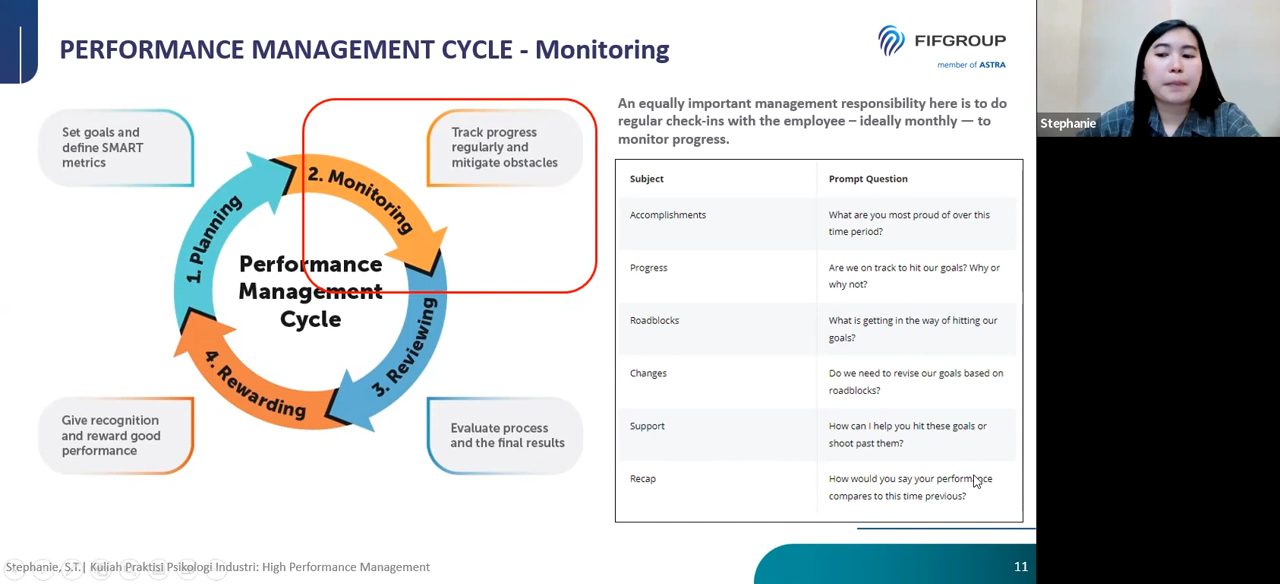 PERFORMANCE MANAGEMENT CYCLE - Monitoring
FIFGROUP
member of ASTRA
Stephanie
Set goals and
define SMART
metrics
Track progress
regularly and
mitigate obstacles
1. Planning
2. Monitoring
3. Reviewing
4. Rewarding
Performance
Management
Cycle
Give recognition
and reward good
performance
Evaluate process
and the final results
An equally important management responsibility here is to do
regular check-ins with the employee – ideally monthly — to
monitor progress.
Subject Prompt Question
Accomplishments What are you most proud of over this
time period?
Progress Are we on track to hit our goals? Why or
why not?
Roadblocks What is getting in the way of hitting our
goals?
Changes Do we need to revise our goals based on
roadblocks?
Support How can I help you hit these goals or
shoot past them?
Recap How would you say your performance
compares to this time previous?
Stephanie, S.T.| Kuliah Praktisi Psikologi Industri: High Performance Management
11